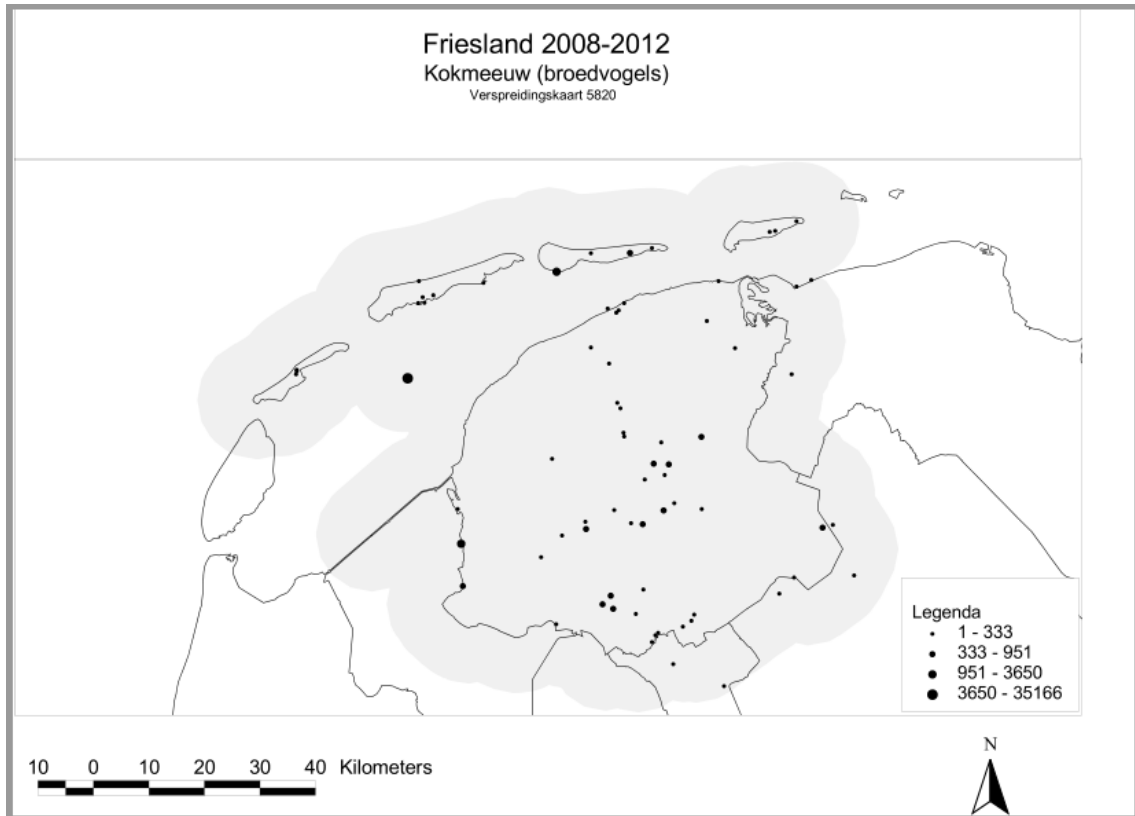 Friesland 2008-2012
Kokmeeuw (broedvogels)
Verspreidingskaart 5820
Legenda
1 - 333
333 - 951
951 - 3650
3650 - 35166
10 0 10 20 30 40 Kilometers
N